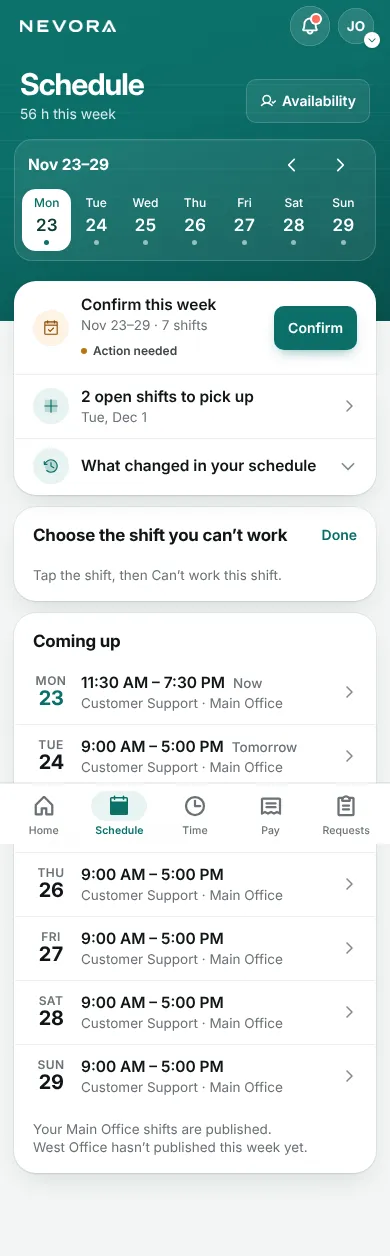 NEVORA
JO
Schedule
56 h this week
Availability
Nov 23–29
Mon Tue Wed Thu Fri Sat Sun
23 24 25 26 27 28 29
Confirm this week
Nov 23–29 · 7 shifts
Action needed
Confirm
2 open shifts to pick up
Tue, Dec 1
What changed in your schedule
Choose the shift you can’t work
Done
Tap the shift, then Can’t work this shift.
Coming up
MON
23
11:30 AM – 7:30 PM Now
Customer Support · Main Office
TUE
24
9:00 AM – 5:00 PM Tomorrow
Customer Support · Main Office
Home Schedule Time Pay Requests
THU
26
9:00 AM – 5:00 PM
Customer Support · Main Office
FRI
27
9:00 AM – 5:00 PM
Customer Support · Main Office
SAT
28
9:00 AM – 5:00 PM
Customer Support · Main Office
SUN
29
9:00 AM – 5:00 PM
Customer Support · Main Office
Your Main Office shifts are published.
West Office hasn’t published this week yet.